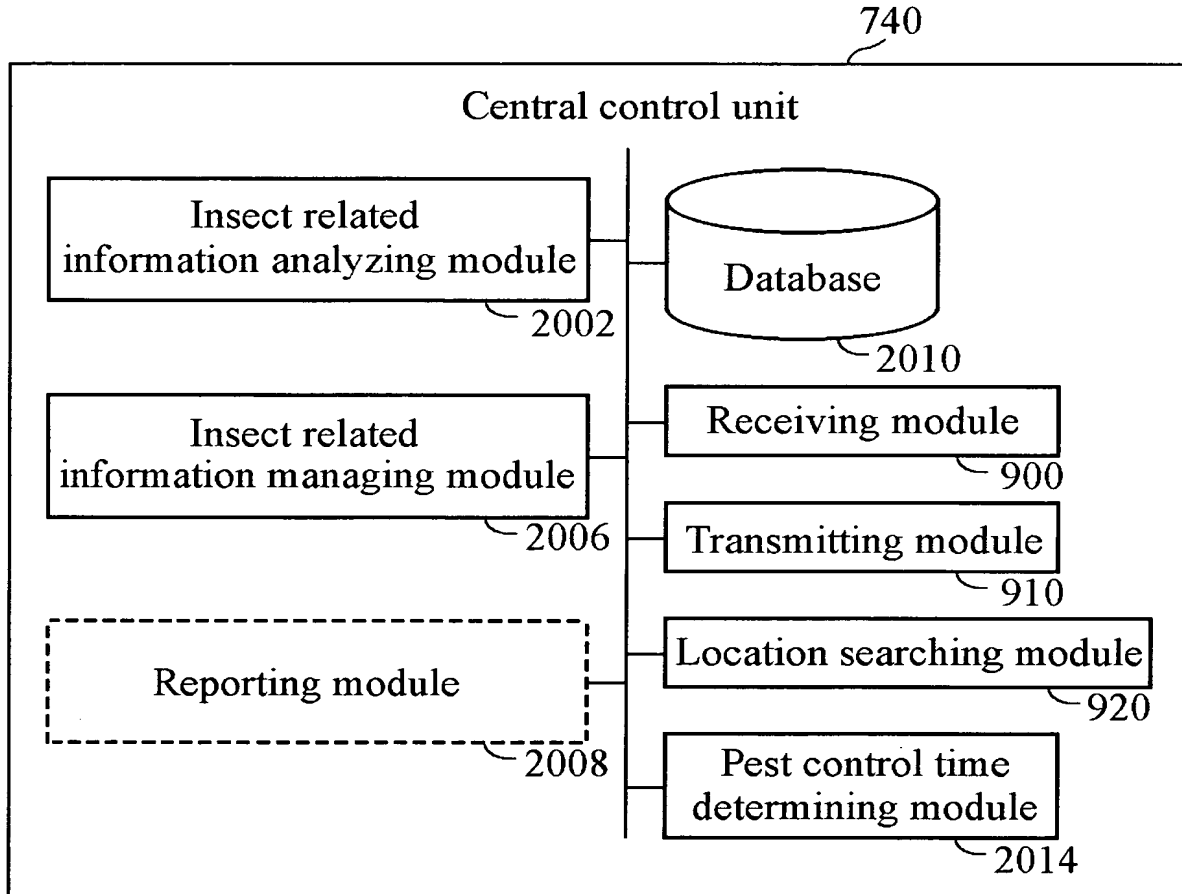 740
Central control unit
Insect related
information analyzing module
2002
Database
2010
Insect related
information managing module
2006
Receiving module
900
Transmitting module
910
Reporting module
2008
Location searching module
920
Pest control time
determining module
2014